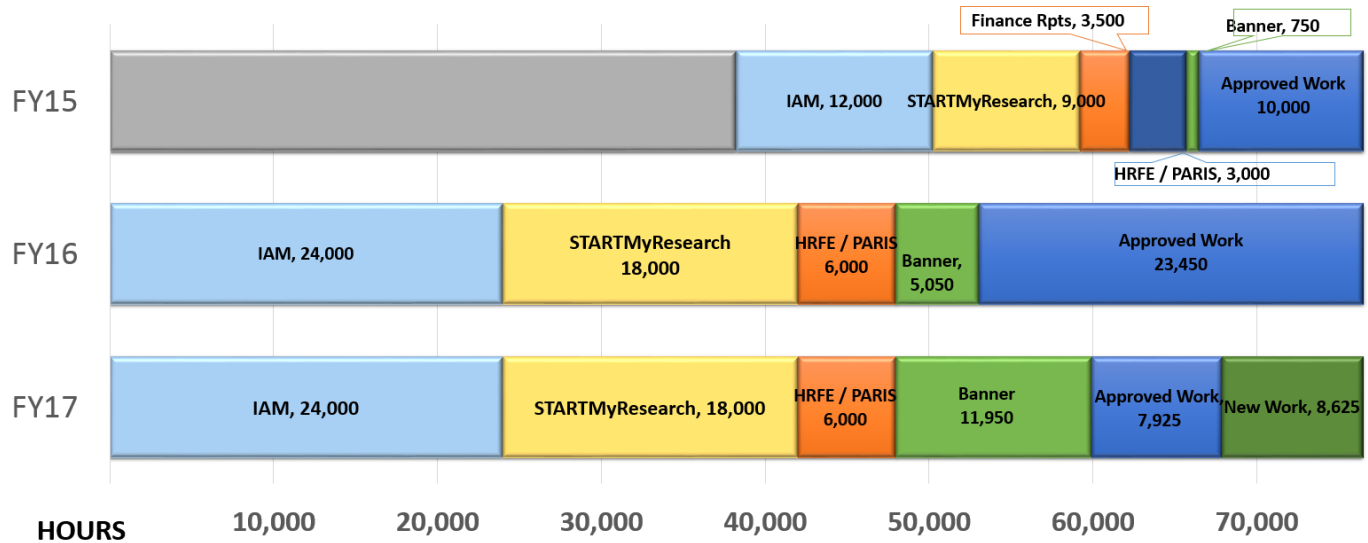 Finance Rpts, 3,500
Banner, 750
FY15
IAM, 12,000
STARTMyResearch, 9,000
Approved Work
10,000
HRFE / PARIS, 3,000
FY16
IAM, 24,000
STARTMyResearch
18,000
HRFE / PARIS
6,000
Banner,
5,050
Approved Work
23,450
FY17
IAM, 24,000
STARTMyResearch, 18,000
HRFE / PARIS
6,000
Banner
11,950
Approved Work,
7,925
New Work, 8,625
HOURS
10,000
20,000
30,000
40,000
50,000
60,000
70,000